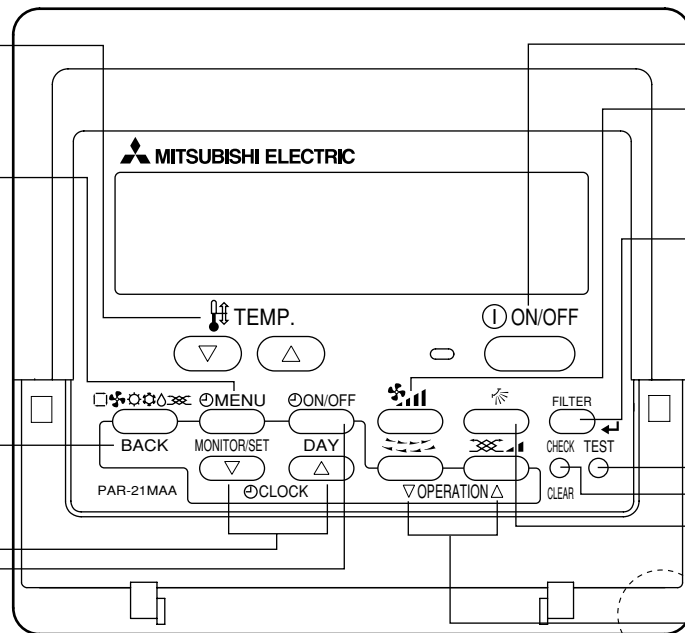 MITSUBISHI ELECTRIC
TEMP.
ON/OFF
MENU
ON/OFF
FILTER
BACK
MONITOR/SET
DAY
CHECK
TEST
PAR-21MAA
CLOCK
OPERATION
CLEAR